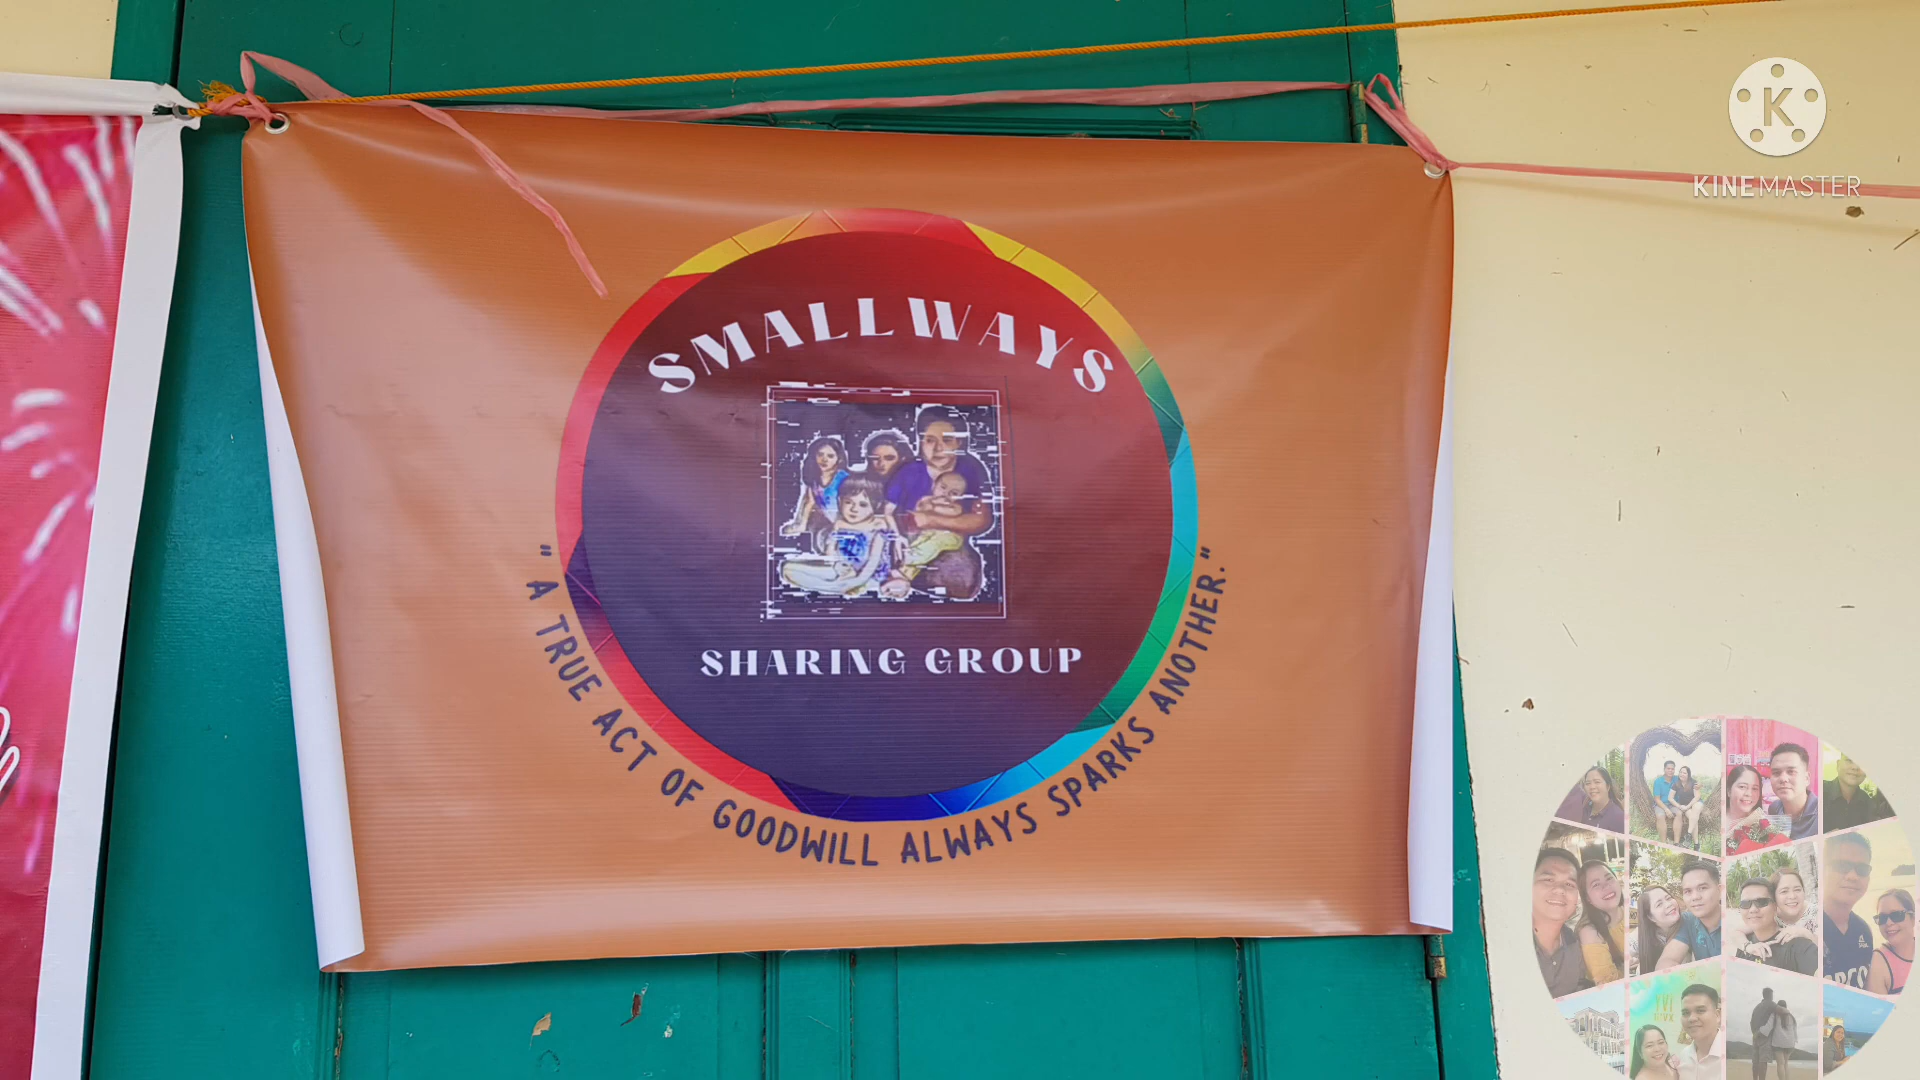 SMALLWAYS
SHARING GROUP
" A TRUE ACT OF GOODWILL ALWAYS SPARKS ANOTHER."
K
KINEMASTER